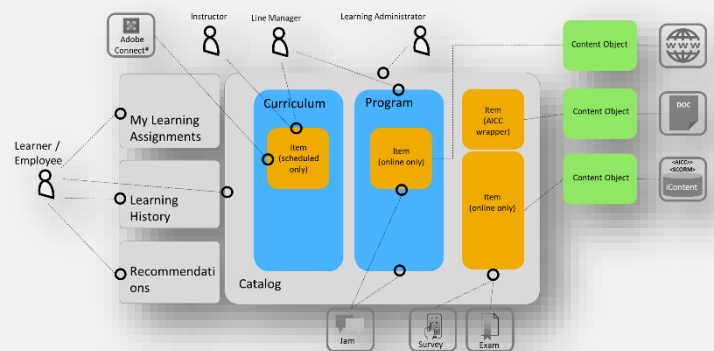 Instructor
Line Manager
Learning Administrator
Adobe
Connect®
Content Object
WWW
Curriculum
Program
My Learning
Assignments
Item
(AICC
wrapper)
Content Object
DOC
Learner /
Employee
Item
(scheduled
only)
Item
(online only)
Learning
History
Item
(online only)
Content Object
<AICC>
<SCORM>
iContent
Recommendati
ons
Catalog
Jam
Survey
Exam